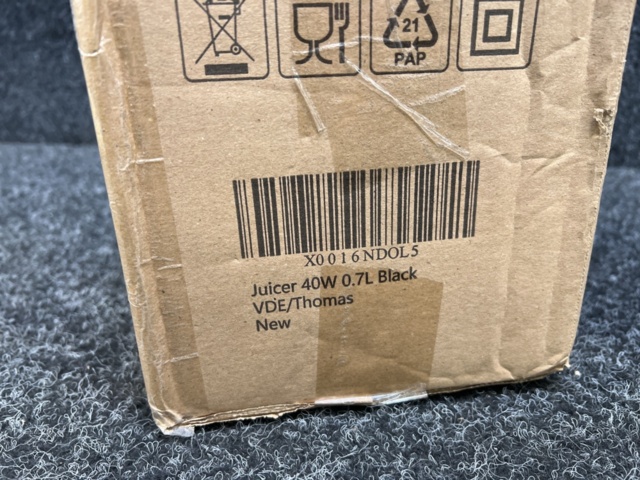 21
PAP
X0016NDOL5
Juicer 40W 0.7L Black
VDE/Thomas
New